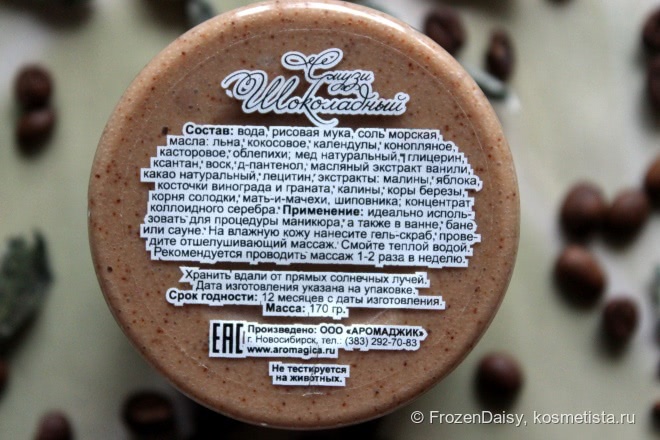 Смузи
Шоколадный
Состав: вода, рисовая мука, соль морская,
масла: льна, кокосовое, календулы, конопляное,
касторовое, облепихи; мед натуральный, глицерин,
ксантан, воск, д-пантенол, масляный экстракт ванили,
какао натуральный, лецитин, экстракты: малины, яблока,
косточки винограда и граната, калины, коры березы,
корня солодки, мать-и-мачехи, шиповника; концентрат
коллоидного серебра. Применение: идеально исполь-
зовать для процедуры маникюра, а также в ванне, бане
или сауне. На влажную кожу нанесите гель-скраб, прове-
дите отшелушивающий массаж. Смойте теплой водой.
Рекомендуется проводить массаж 1-2 раза в неделю.
Хранить вдали от прямых солнечных лучей.
Дата изготовления указана на упаковке.
Срок годности: 12 месяцев с даты изготовления.
Масса: 170 гр.
ЕАС Произведено: ООО «АРОМАДЖИК»
г. Новосибирск, тел.: (383) 292-70-83
www.aromagica.ru
Не тестируется
на животных.
© FrozenDaisy, kosmetista.ru